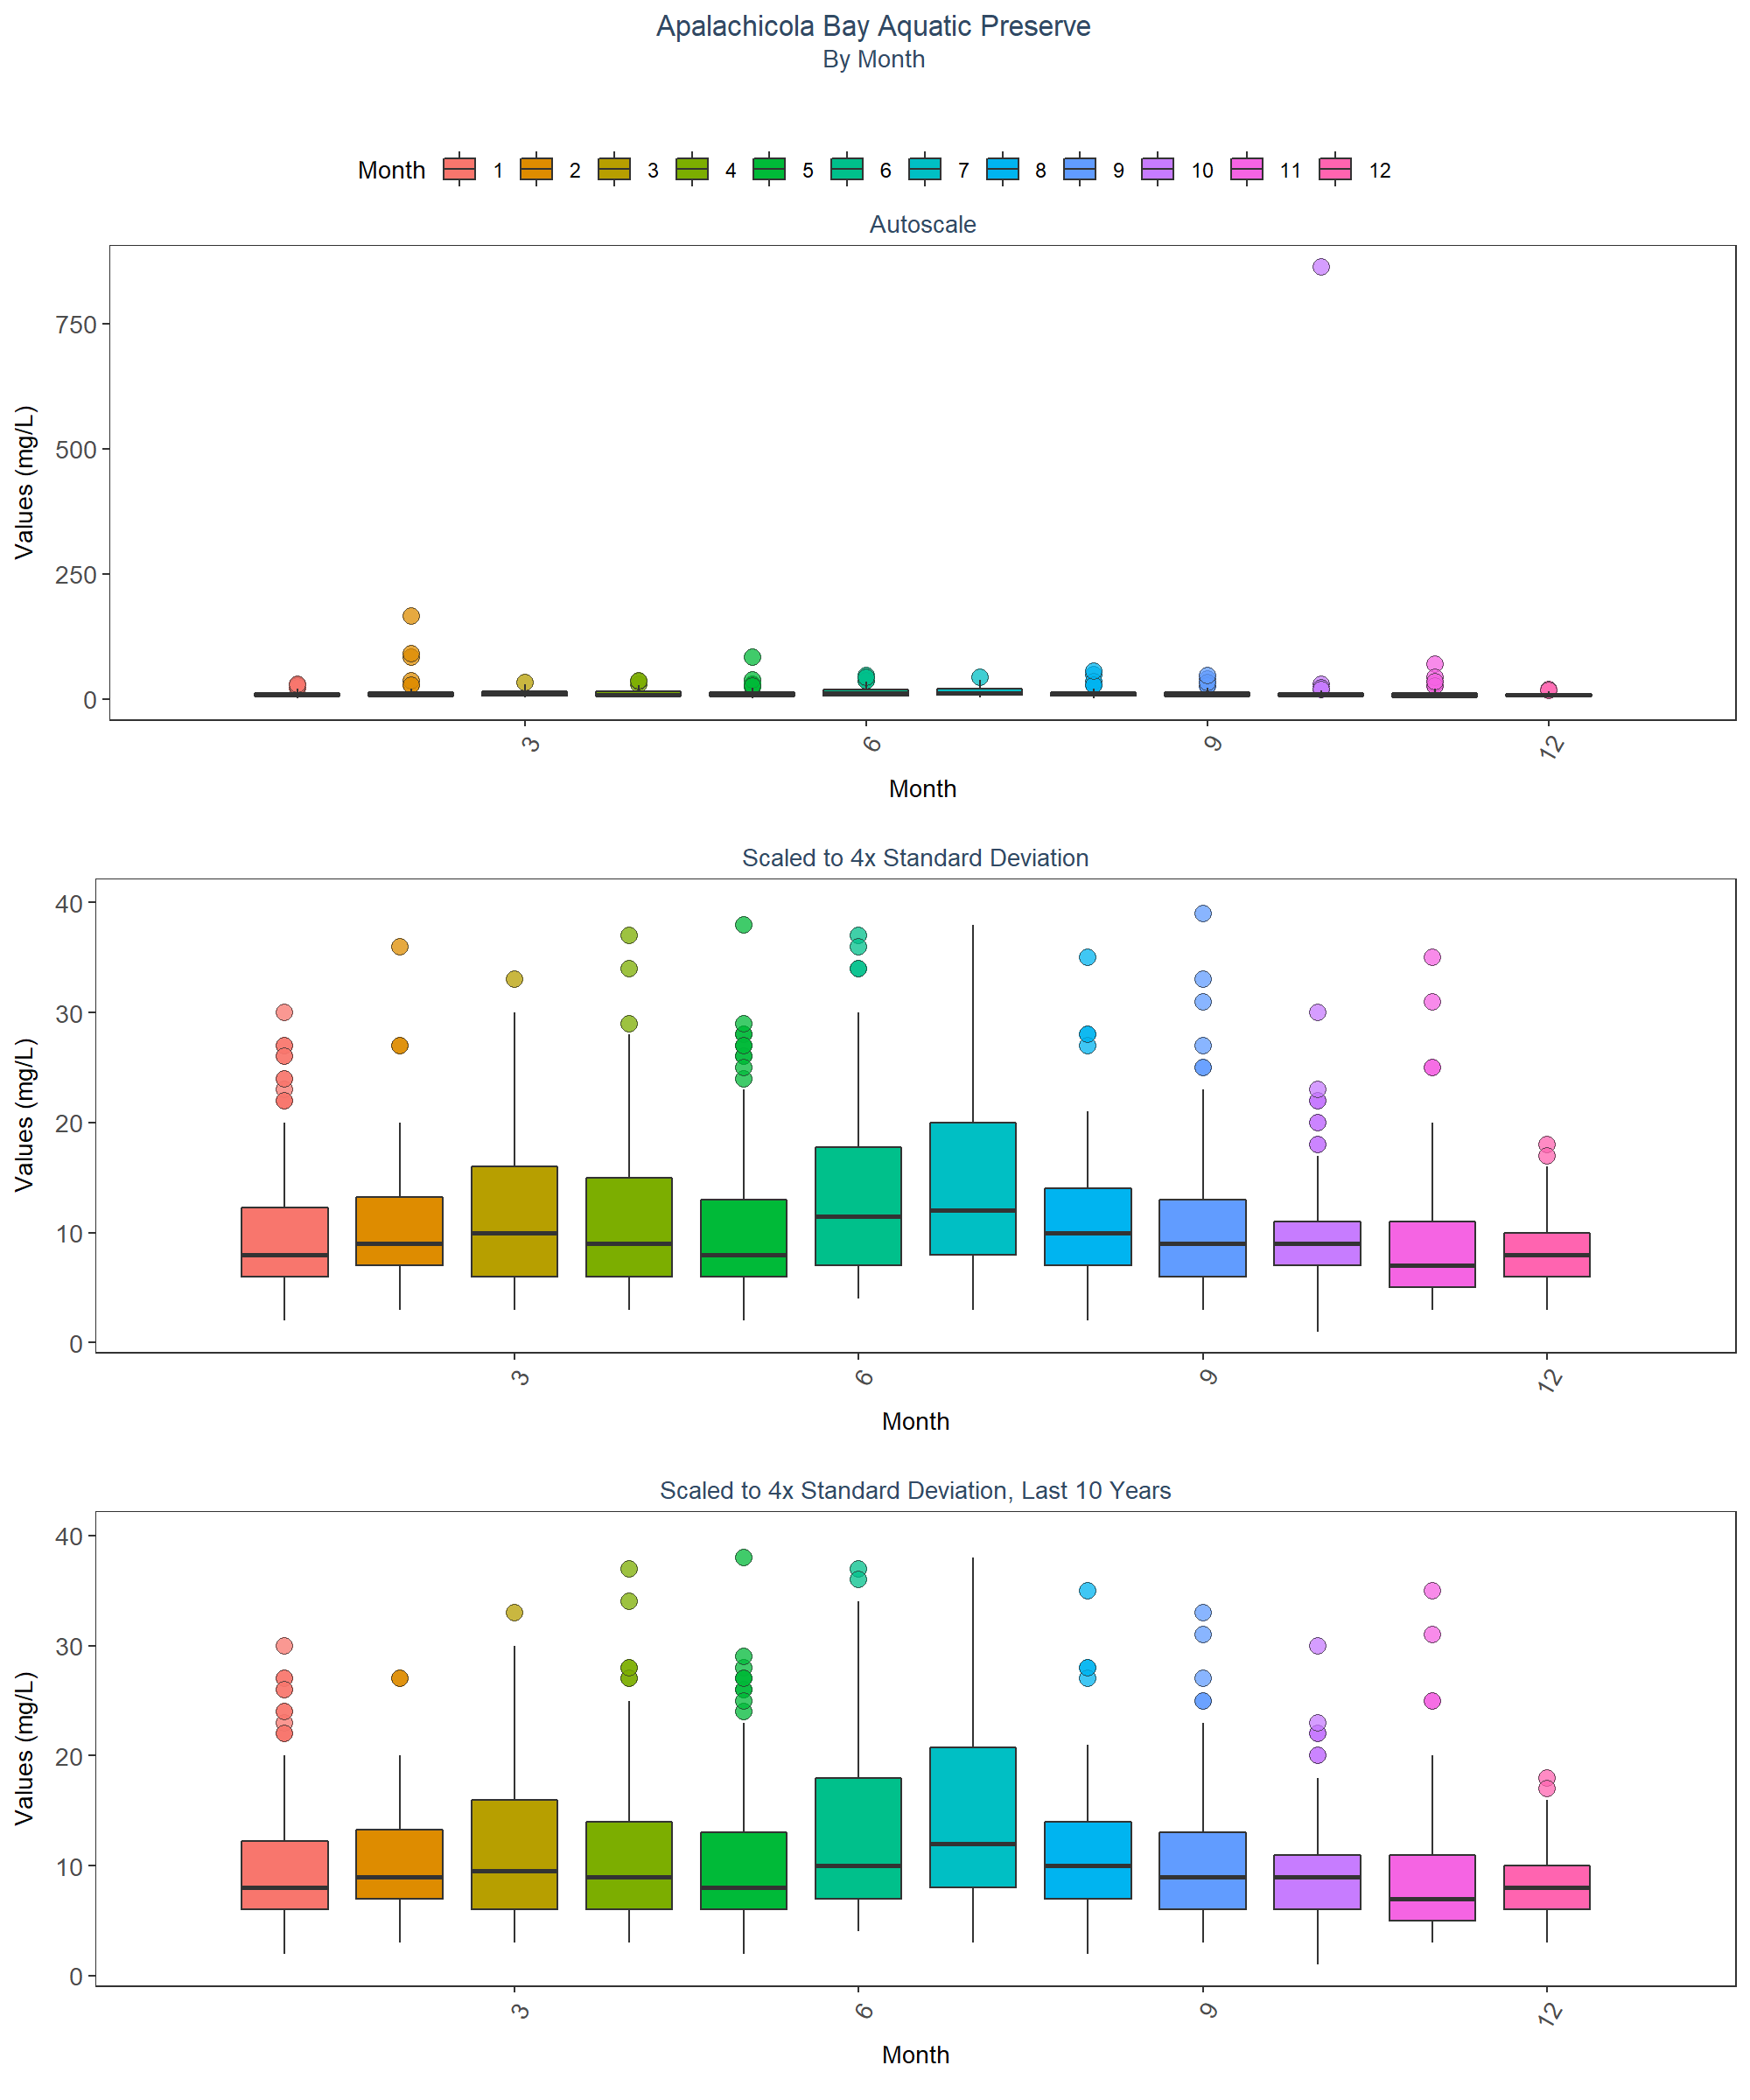 Apalachicola Bay Aquatic Preserve
By Month
Month 1 2 3 4 5 6 7 8 9 10 11 12
Autoscale
Values (mg/L)
750
500
250
0
3 6 9 12
Month
Scaled to 4x Standard Deviation
Values (mg/L)
40
30
20
10
0
3 6 9 12
Month
Scaled to 4x Standard Deviation, Last 10 Years
Values (mg/L)
40
30
20
10
0
3 6 9 12
Month